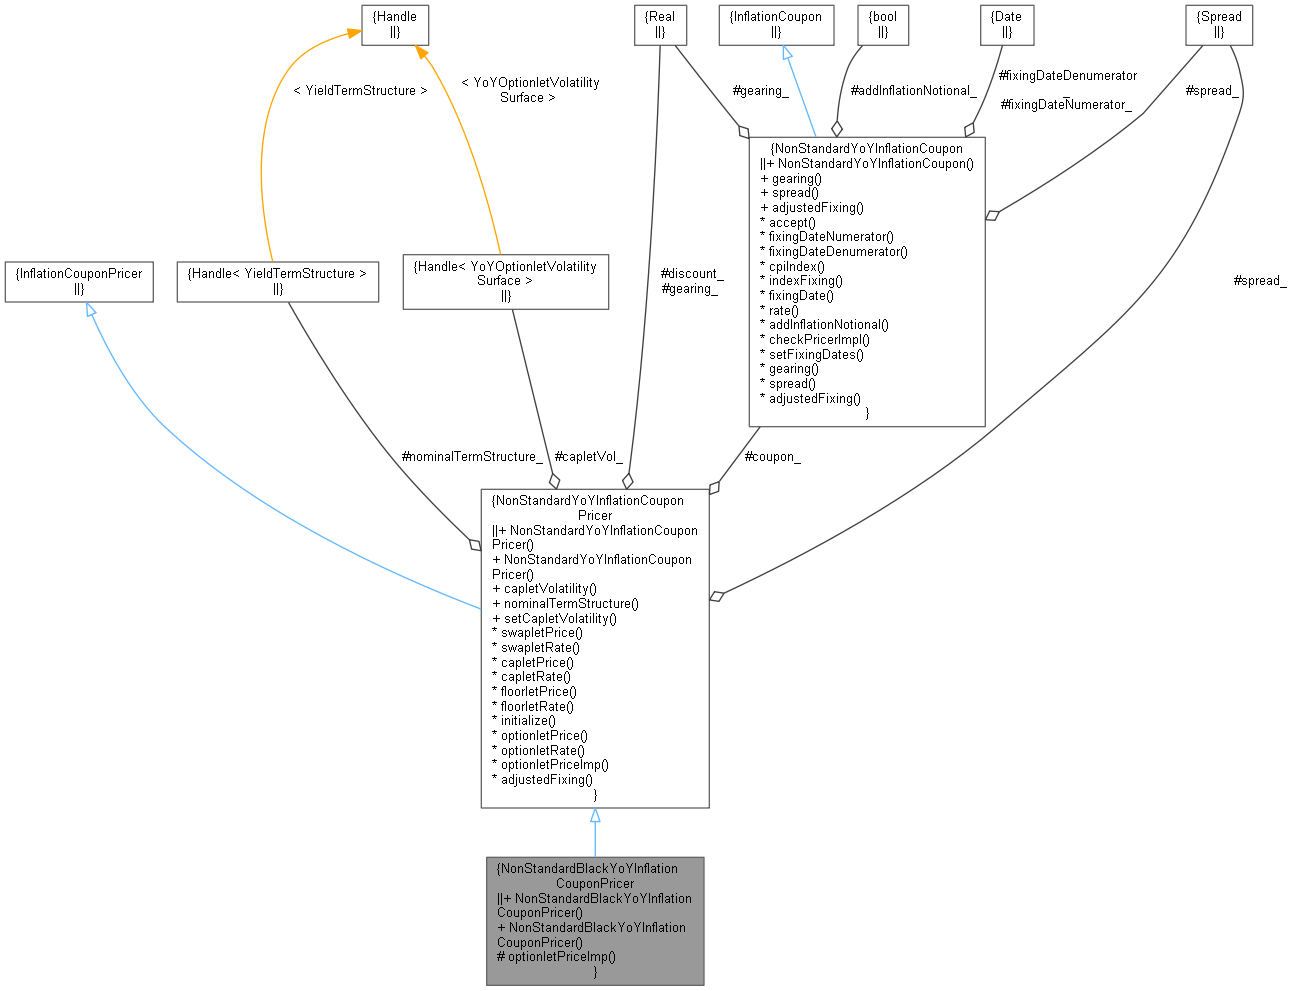 {Handle
||}
{Real
||}
{InflationCoupon
||}
{bool
||}
{Date
||}
{Spread
||}
< YieldTermStructure >
< YoYOptionletVolatility
Surface >
#gearing_
#addInflationNotional_
#fixingDateDenumerator
_
#fixingDateNumerator_
#spread_
{NonStandardYoYInflationCoupon
||+ NonStandardYoYInflationCoupon()
+ gearing()
+ spread()
+ adjustedFixing()
* accept()
* fixingDateNumerator()
* fixingDateDenumerator()
* cpiIndex()
* indexFixing()
* fixingDate()
* rate()
* addInflationNotional()
* checkPricerImpl()
* setFixingDates()
* gearing()
* spread()
* adjustedFixing()
}
{InflationCouponPricer
||}
{Handle< YieldTermStructure >
||}
{Handle< YoYOptionletVolatility
Surface >
||}
#discount_
#gearing_
#spread_
#nominalTermStructure_
#capletVol_
#coupon_
{NonStandardYoYInflationCoupon
Pricer
||+ NonStandardYoYInflationCoupon
Pricer()
+ NonStandardYoYInflationCoupon
Pricer()
+ capletVolatility()
+ nominalTermStructure()
+ setCapletVolatility()
* swapletPrice()
* swapletRate()
* capletPrice()
* capletRate()
* floorletPrice()
* floorletRate()
* initialize()
* optionletPrice()
* optionletRate()
* optionletPriceImp()
* adjustedFixing()
}
{NonStandardBlackYoYInflation
CouponPricer
||+ NonStandardBlackYoYInflation
CouponPricer()
+ NonStandardBlackYoYInflation
CouponPricer()
# optionletPriceImp()
}